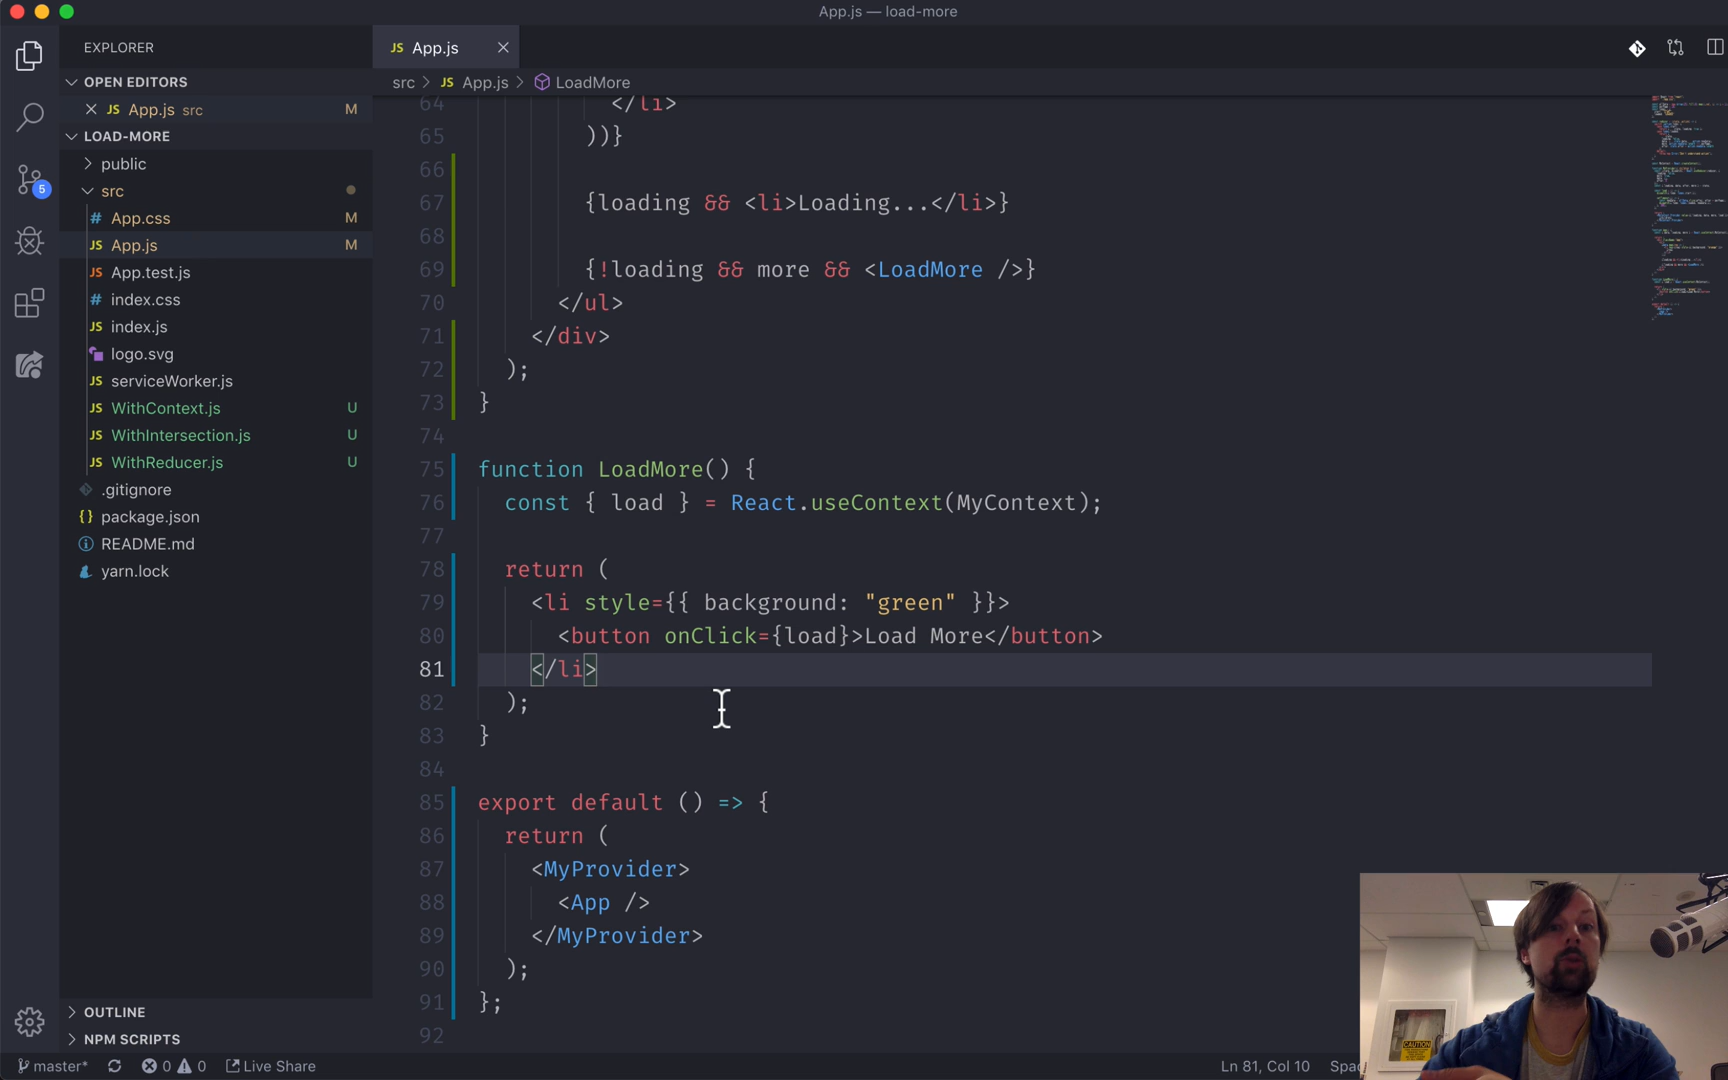 App.js — load-more
EXPLORER
OPEN EDITORS
App.js src M
LOAD-MORE
public
src
App.css M
App.js M
App.test.js
index.css
index.js
logo.svg
serviceWorker.js
WithContext.js U
WithIntersection.js U
WithReducer.js U
.gitignore
package.json
README.md
yarn.lock
OUTLINE
NPM SCRIPTS
5
JS App.js
src > JS App.js > LoadMore
64 </li>
65 ))}
66
67 {loading && <li>Loading...</li>}
68
69 {!loading && more && <LoadMore />}
70 </ul>
71 </div>
72 );
73 }
74
75 function LoadMore() {
76 const { load } = React.useContext(MyContext);
77
78 return (
79 <li style={{ background: "green" }}>
80 <button onClick={load}>Load More</button>
81 </li>
82 );
83 }
84
85 export default () => {
86 return (
87 <MyProvider>
88 <App />
89 </MyProvider>
90 );
91 };
92
CAUTION
master* 0 0 Live Share Ln 81, Col 10